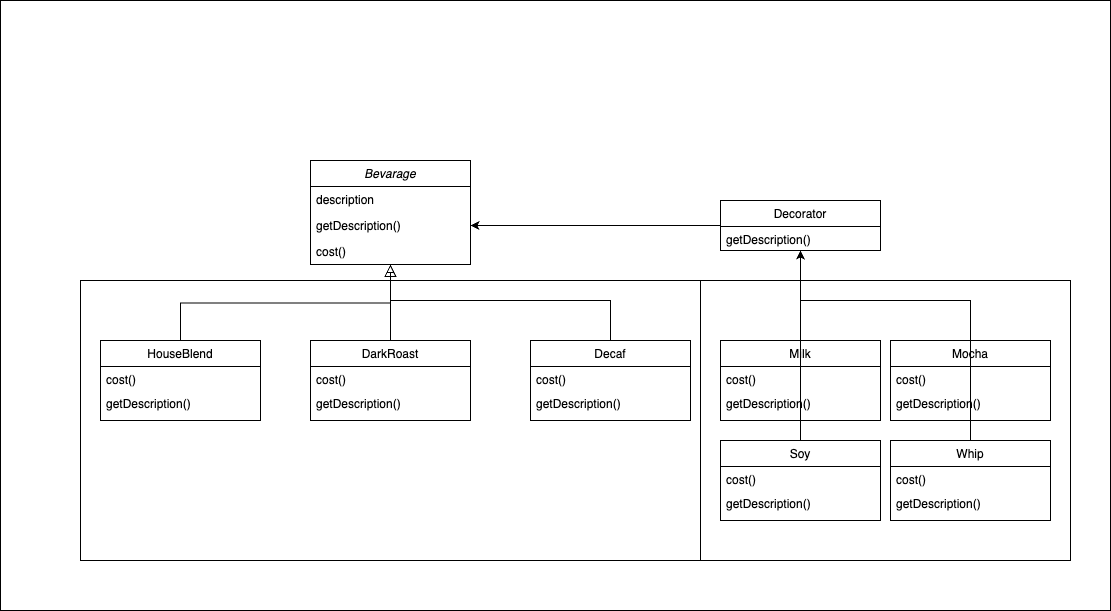 Bevarage
description
getDescription()
cost()
Decorator
getDescription()
HouseBlend
cost()
getDescription()
DarkRoast
cost()
getDescription()
Decaf
cost()
getDescription()
Milk
cost()
getDescription()
Mocha
cost()
getDescription()
Soy
cost()
getDescription()
Whip
cost()
getDescription()